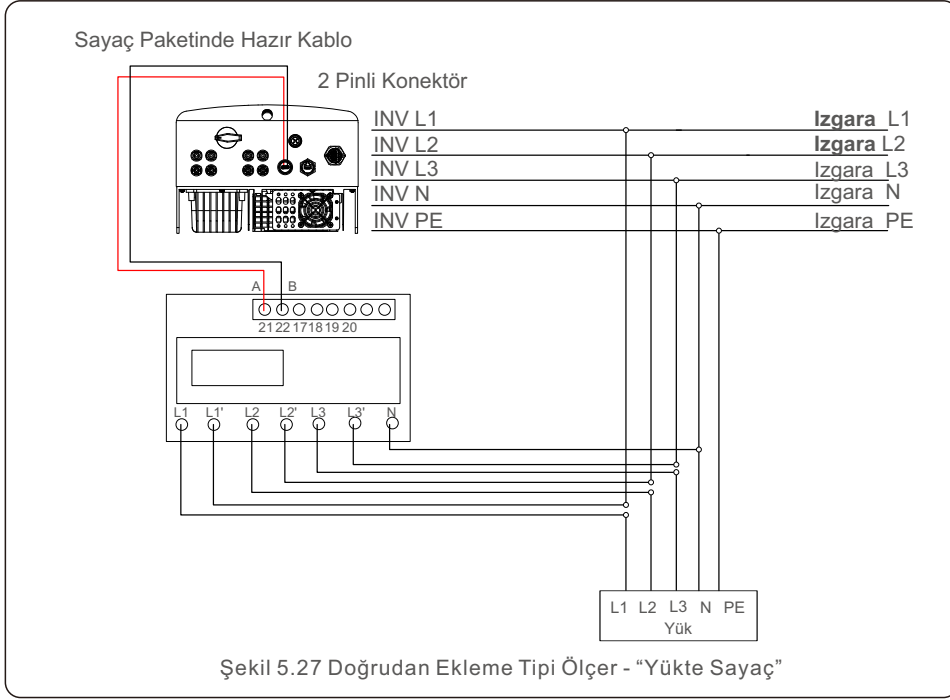 Sayaç Paketinde Hazır Kablo
2 Pinli Konektör
INV L1 Izgara L1
INV L2 Izgara L2
INV L3 Izgara L3
INV N Izgara N
INV PE Izgara PE
A B
21 22 17 18 19 20
L1 L1' L2 L2' L3 L3' N
L1 L2 L3 N PE
Yük
Şekil 5.27 Doğrudan Ekleme Tipi Ölçer - “Yükte Sayaç”